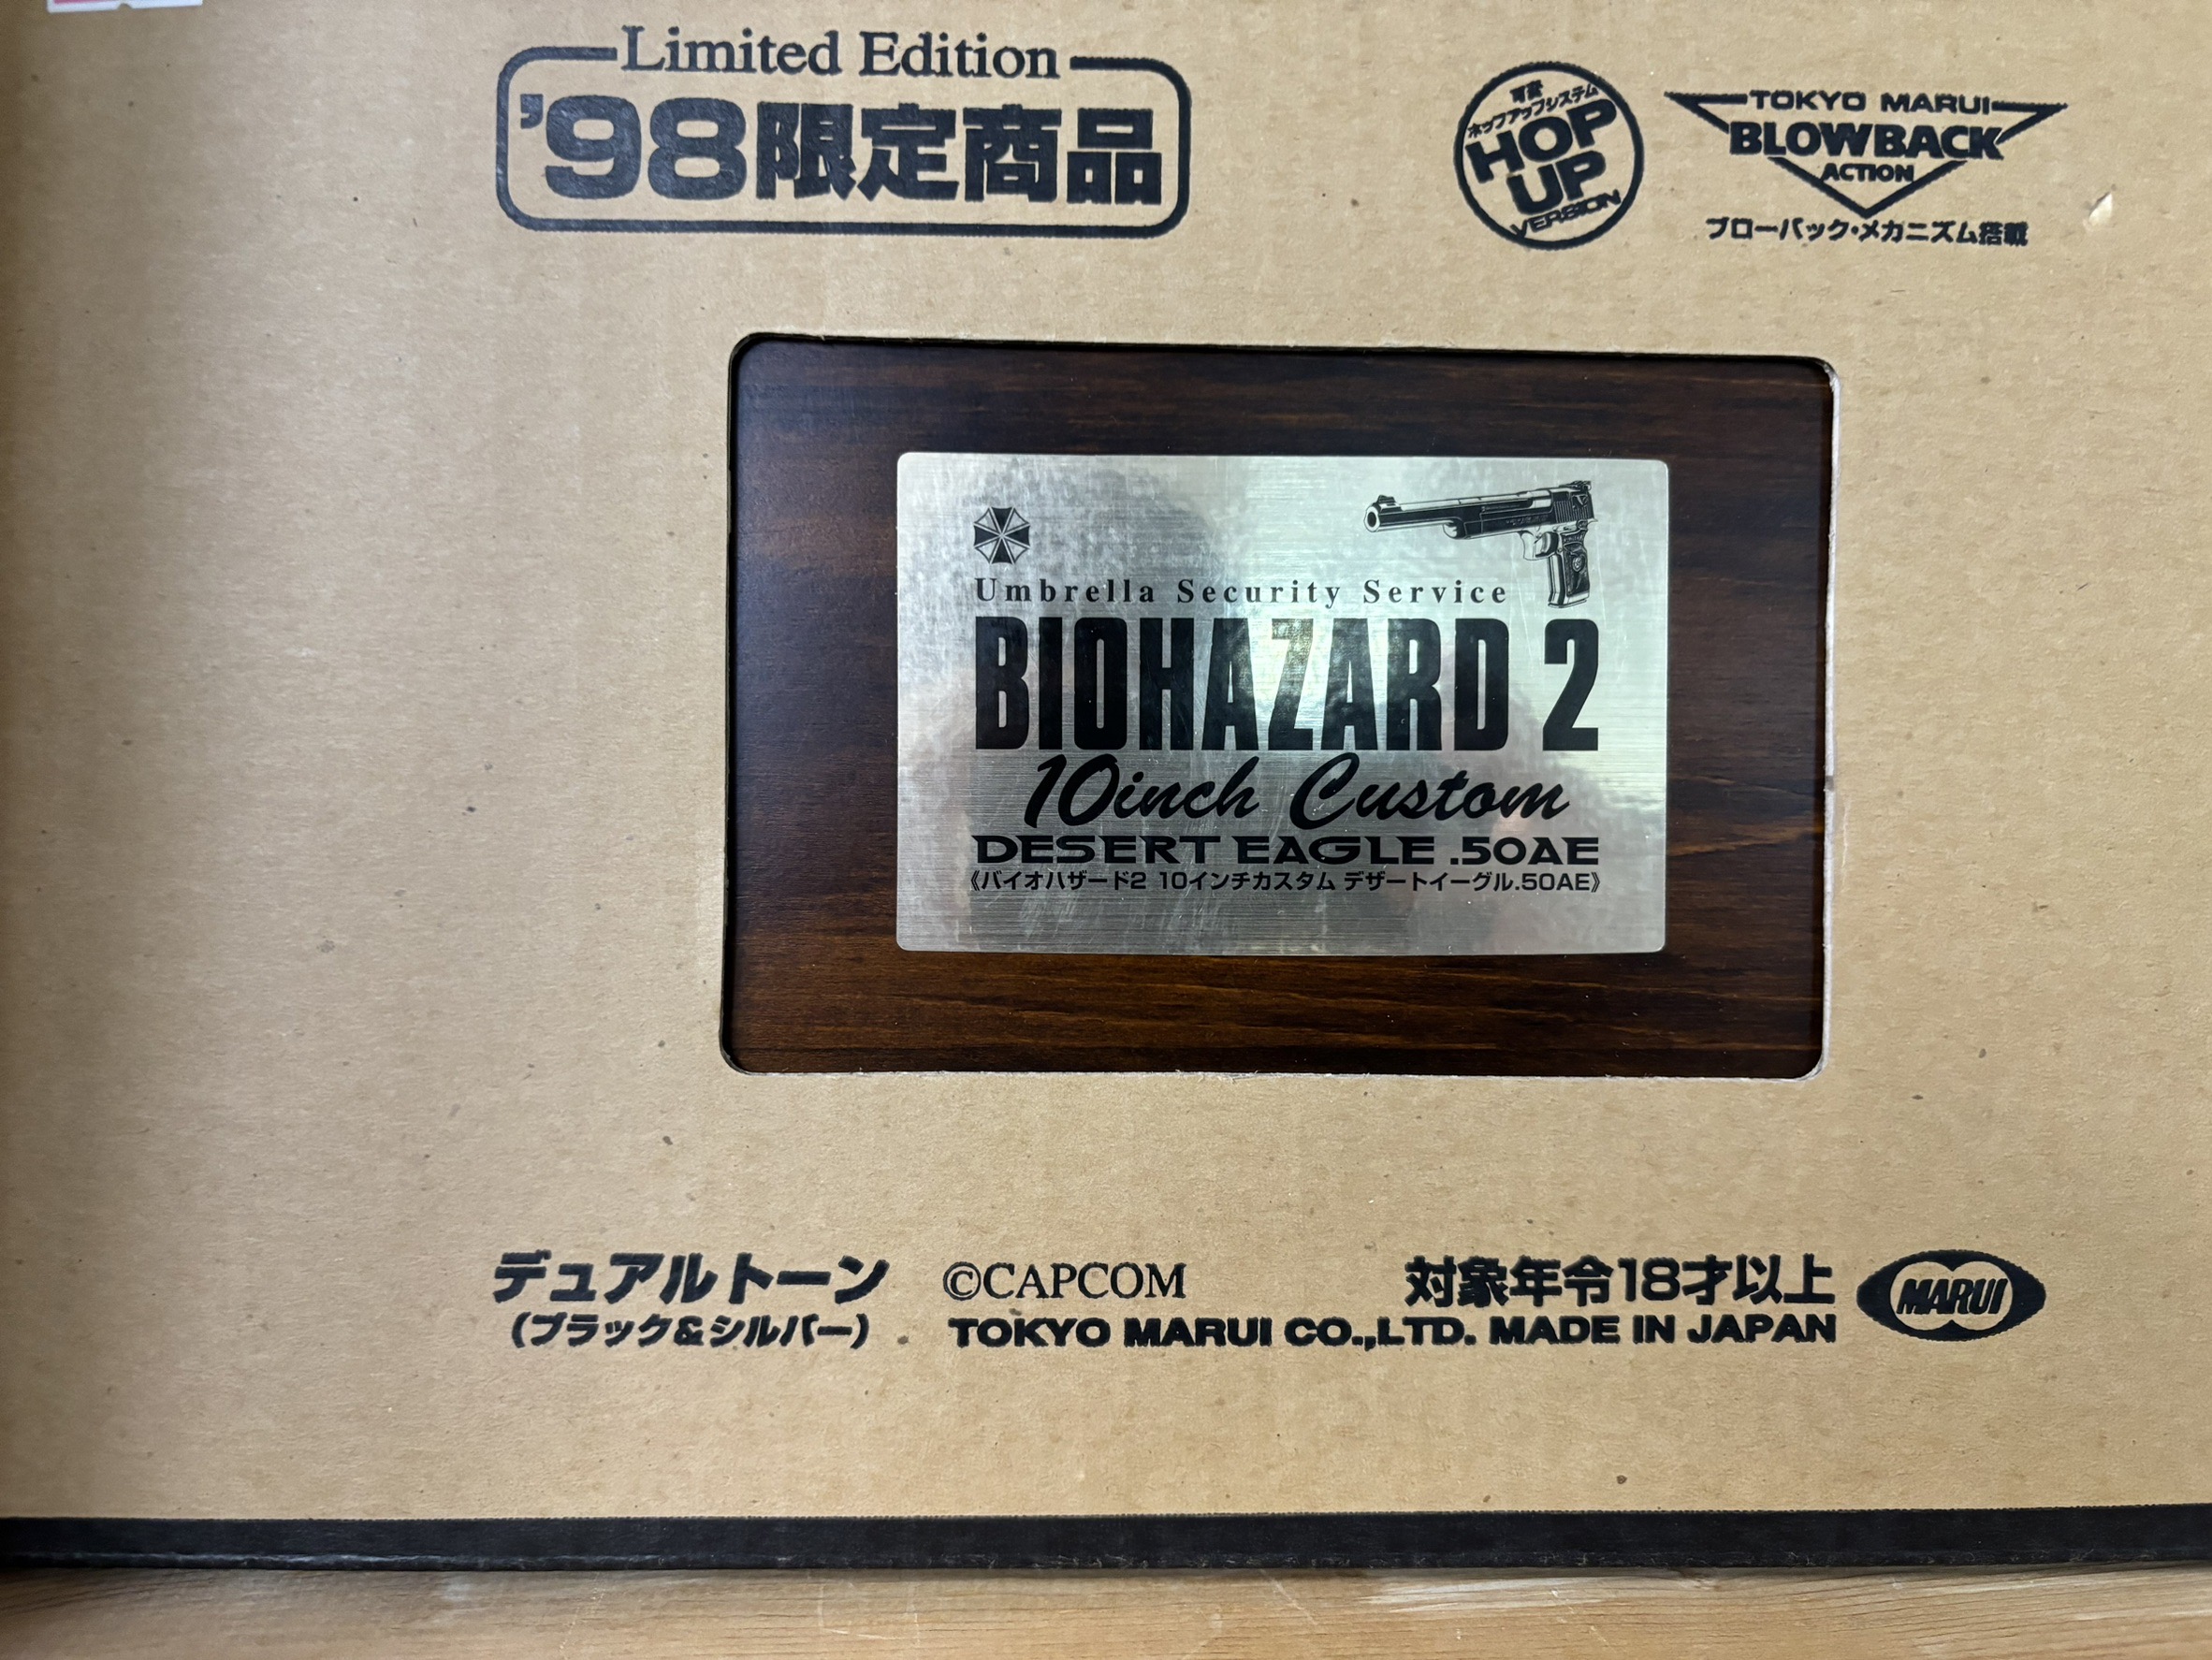 Limited Edition
'98限定商品
可変
ホップアップシステム
HOP
UP
VERSION
TOKYO MARUI
BLOWBACK
ACTION
ブローバック・メカニズム搭載
Umbrella Security Service
BIOHAZARD 2
10inch Custom
DESERT EAGLE .50AE
《バイオハザード2 10インチカスタム デザートイーグル.50AE》
デュアルトーン
(ブラック&シルバー)
©CAPCOM
対象年令18才以上
TOKYO MARUI CO.,LTD. MADE IN JAPAN
MARUI